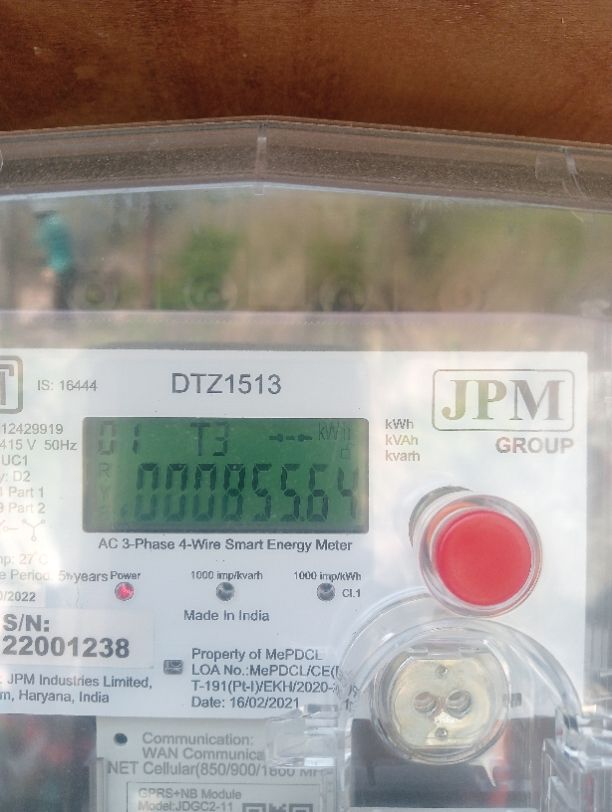 IS: 16444
DTZ1513
JPM
GROUP
12429919
415 V 50Hz
UC1
y: D2
Part 1
Part 2
01 T3 kWh
.00085564
kWh
kVAh
kvarh
AC 3-Phase 4-Wire Smart Energy Meter
mp: 27
Period: years Power
1000 imp/kvarh
1000 imp/kWh
Cl.1
/2022
Made In India
S/N:
22001238
JPM Industries Limited,
m, Haryana, India
Property of MePDCL
LOA No.:MePDCL/CE(
T-191(Pt-I)/EKH/2020-
Date: 16/02/2021
Communication:
WAN Communica
NET Cellular(850/900/
GPRS+NB Module
Model:JDGC2-11